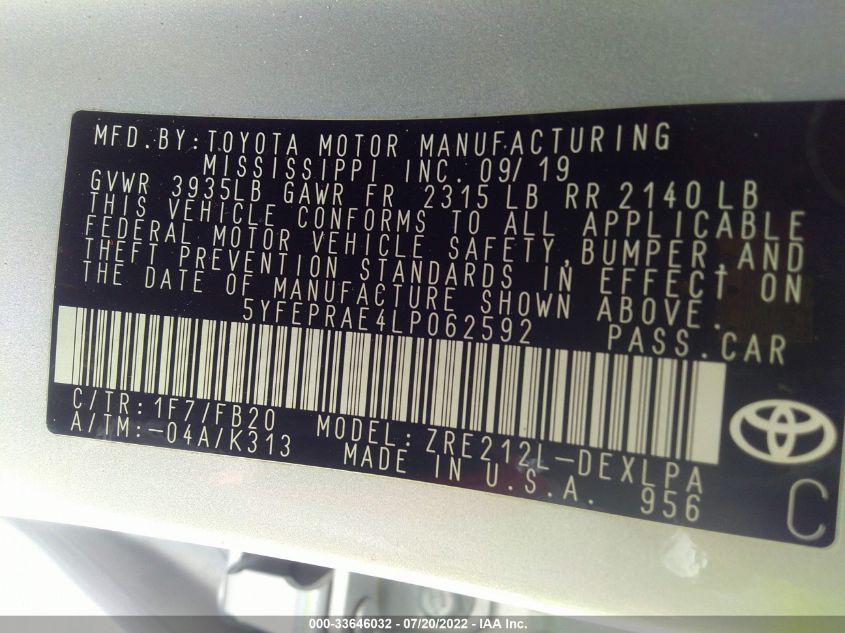 MFD.BY:TOYOTA MOTOR MANUFACTURING
MISSISSIPPI INC. 09/19
GVWR 3935LB GAWR FR 2315 LB RR 2140 LB
THIS VEHICLE CONFORMS TO ALL APPLICABLE
FEDERAL MOTOR VEHICLE SAFETY, BUMPER, AND
THEFT PREVENTION STANDARDS IN EFFECT ON
THE DATE OF MANUFACTURE SHOWN ABOVE.
5YFEPRAE4LP062592 PASS.CAR
C/TR:1F7/FB20 MODEL:ZRE212L-DEXLPA
A/TM:-04A/K313 MADE IN U.S.A. 956
C
000-33646032 - 07/20/2022 - IAA Inc.